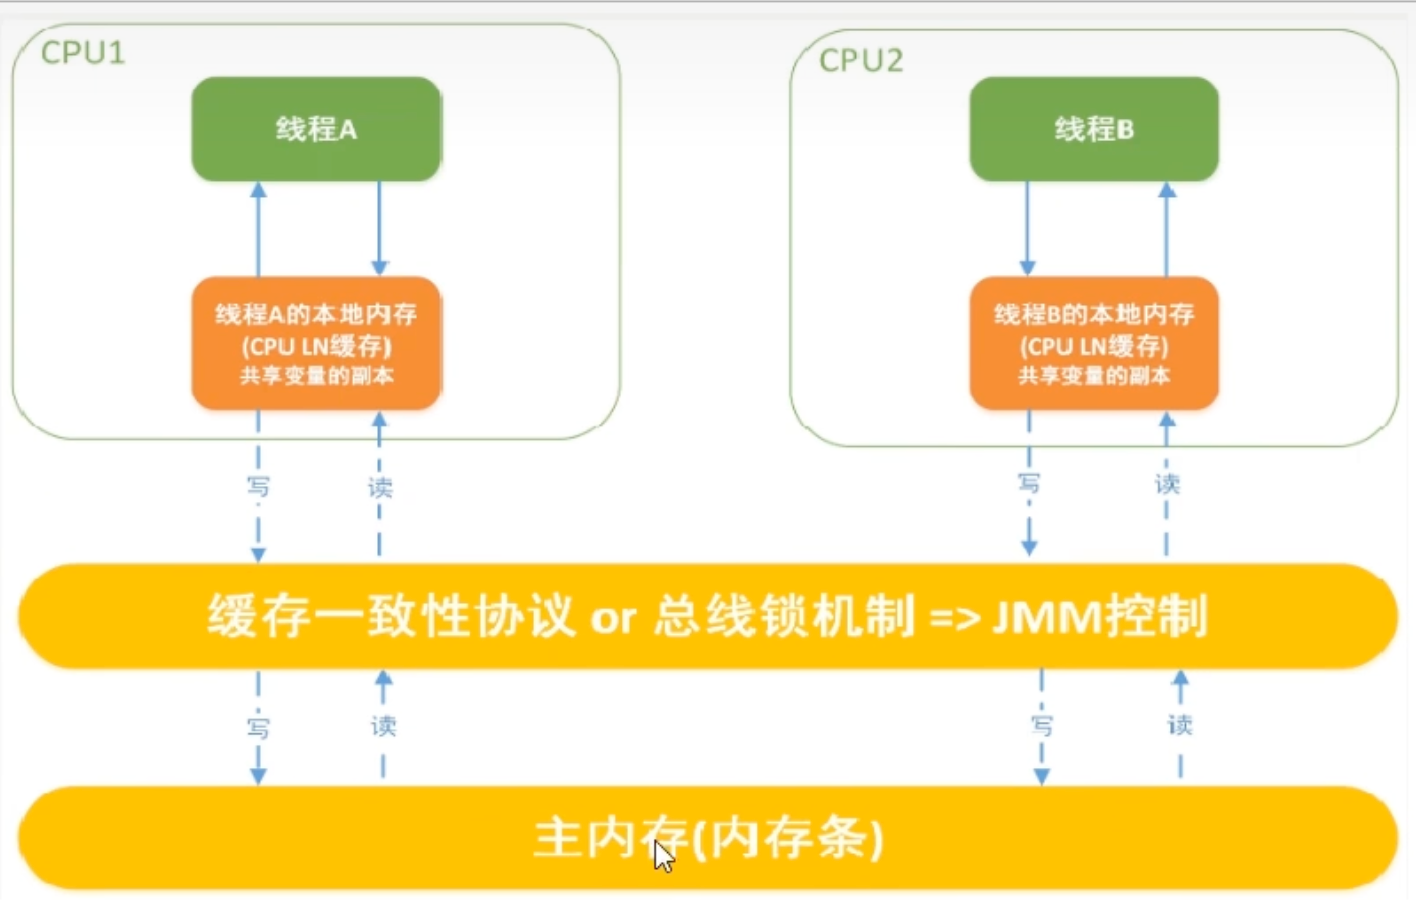 CPU1
CPU2
线程A
线程B
线程A的本地内存
(CPU LN缓存)
共享变量的副本
线程B的本地内存
(CPU LN缓存)
共享变量的副本
写
读
写
读
缓存一致性协议 or 总线锁机制 => JMM控制
写
读
写
读
主内存(内存条)